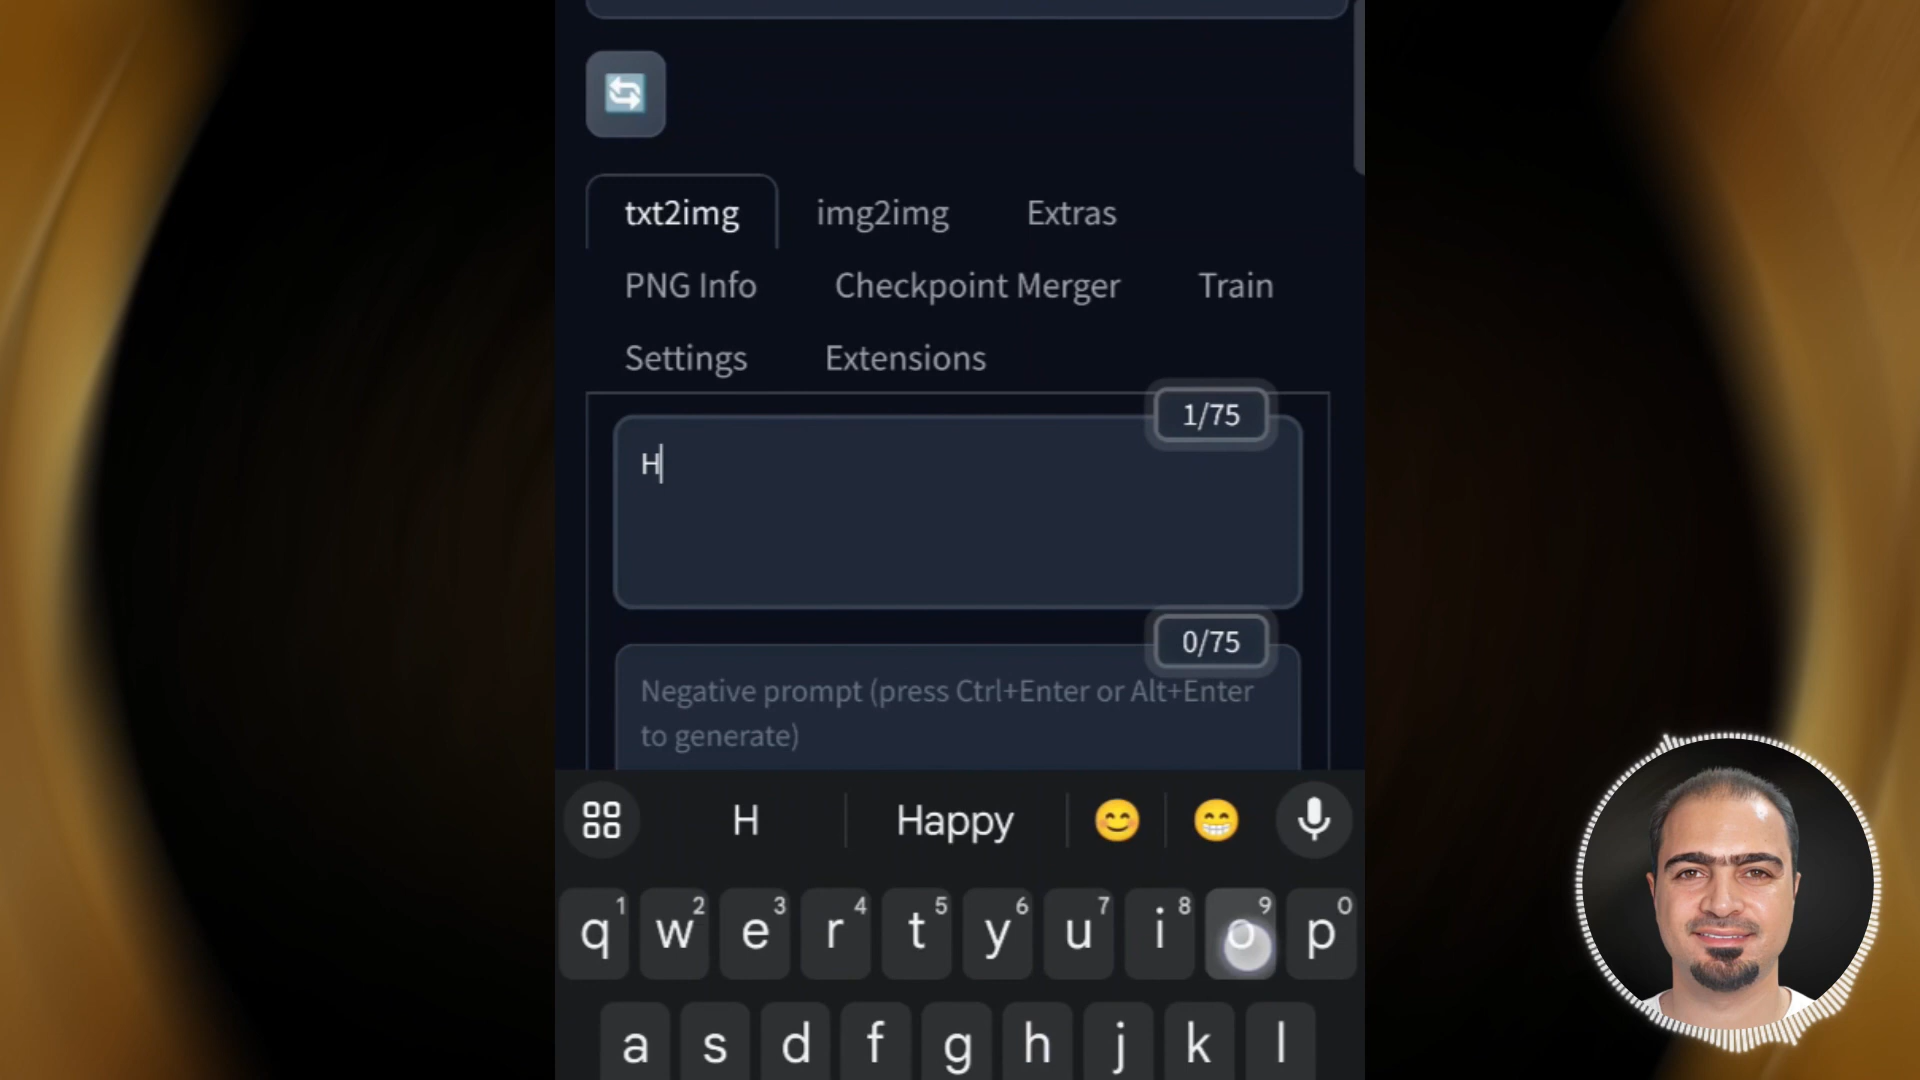 txt2img img2img Extras
PNG Info Checkpoint Merger Train
Settings Extensions
1/75
H
0/75
Negative prompt (press Ctrl+Enter or Alt+Enter
to generate)
H Happy
q1 w2 e3 r4 t5 y6 u7 i8 o9 p0
a s d f g h j k l